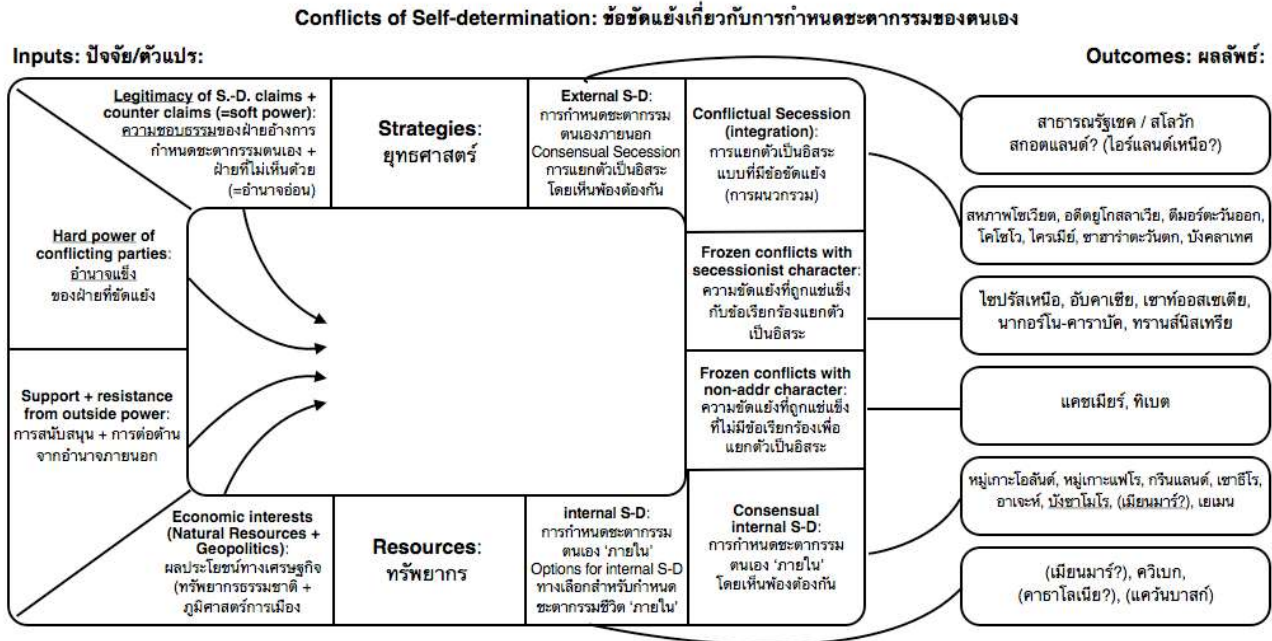 Conflicts of Self-determination: ข้อขัดแย้งเกี่ยวกับการกำหนดชะตากรรมของตนเอง
Inputs: ปัจจัย/ตัวแปร:
Outcomes: ผลลัพธ์:
Legitimacy of S.-D. claims +
counter claims (=soft power):
ความชอบธรรมของฝ่ายอ้างการ
กำหนดชะตากรรมตนเอง +
ฝ่ายที่ไม่เห็นด้วย
(=อำนาจอ่อน)
Strategies:
ยุทธศาสตร์
External S-D:
การกำหนดชะตากรรม
ตนเองภายนอก
Consensual Secession
การแยกตัวเป็นอิสระ
โดยเห็นพ้องต้องกัน
Conflictual Secession
(integration):
การแยกตัวเป็นอิสระ
แบบที่มีข้อขัดแย้ง
(การผนวกรวม)
Hard power of
conflicting parties:
อำนาจแข็ง
ของฝ่ายที่ขัดแย้ง
Frozen conflicts with
secessionist character:
ความขัดแย้งที่ถูกแช่แข็ง
กับข้อเรียกร้องแยกตัว
เป็นอิสระ
Support + resistance
from outside power:
การสนับสนุน + การต่อต้าน
จากอำนาจภายนอก
Frozen conflicts with
non-addr character:
ความขัดแย้งที่ถูกแช่แข็ง
ที่ไม่มีข้อเรียกร้องเพื่อ
แยกตัวเป็นอิสระ
Economic interests
(Natural Resources +
Geopolitics):
ผลประโยชน์ทางเศรษฐกิจ
(ทรัพยากรธรรมชาติ +
ภูมิศาสตร์การเมือง
Resources:
ทรัพยากร
internal S-D:
การกำหนดชะตากรรม
ตนเอง 'ภายใน'
Options for internal S-D
ทางเลือกสำหรับกำหนด
ชะตากรรมชีวิต 'ภายใน'
Consensual
internal S-D:
การกำหนดชะตากรรม
ตนเอง 'ภายใน'
โดยเห็นพ้องต้องกัน
สาธารณรัฐเชค / สโลวัก
สกอตแลนด์? (ไอร์แลนด์เหนือ?)
สหภาพโซเวียต, อดีตยูโกสลาเวีย, ตีมอร์ตะวันออก,
โคโซโว, ไครเมีย์, ซาฮาร่าตะวันตก, บังคลาเทศ
ไซปรัสเหนือ, อับคาเซีย, เซาท์ออสเซเตีย,
นากอร์โน-คาราบัค, ทรานส์นิสเทรีย
แคชเมียร์, ทิเบต
หมู่เกาะโอลันด์, หมู่เกาะแฟโร, กรีนแลนด์, เซาธ์ีโร,
อาเจะห์, บังซาโมโร, (เมียนมาร์?), เยเมน
(เมียนมาร์?), ควิเบก,
(คาธาโลเนีย?), (แคว้นบาสก์)